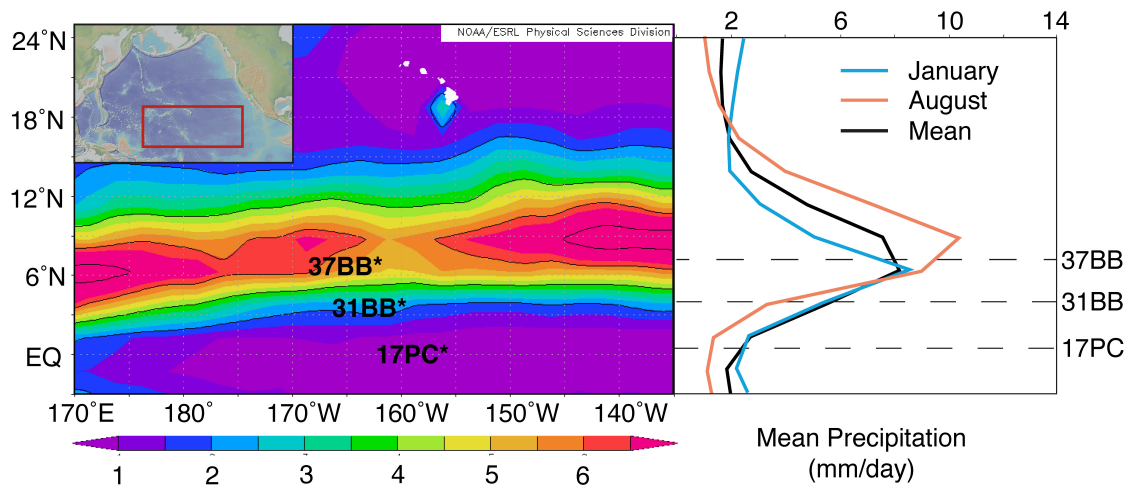 NOAA/ESRL Physical Sciences Division
24°N
18°N
12°N
6°N
EQ
37BB*
31BB*
17PC*
170°E
180°
170°W
160°W
150°W
140°W
1
2
3
4
5
6
2
6
10
14
January
August
Mean
37BB
31BB
17PC
Mean Precipitation
(mm/day)